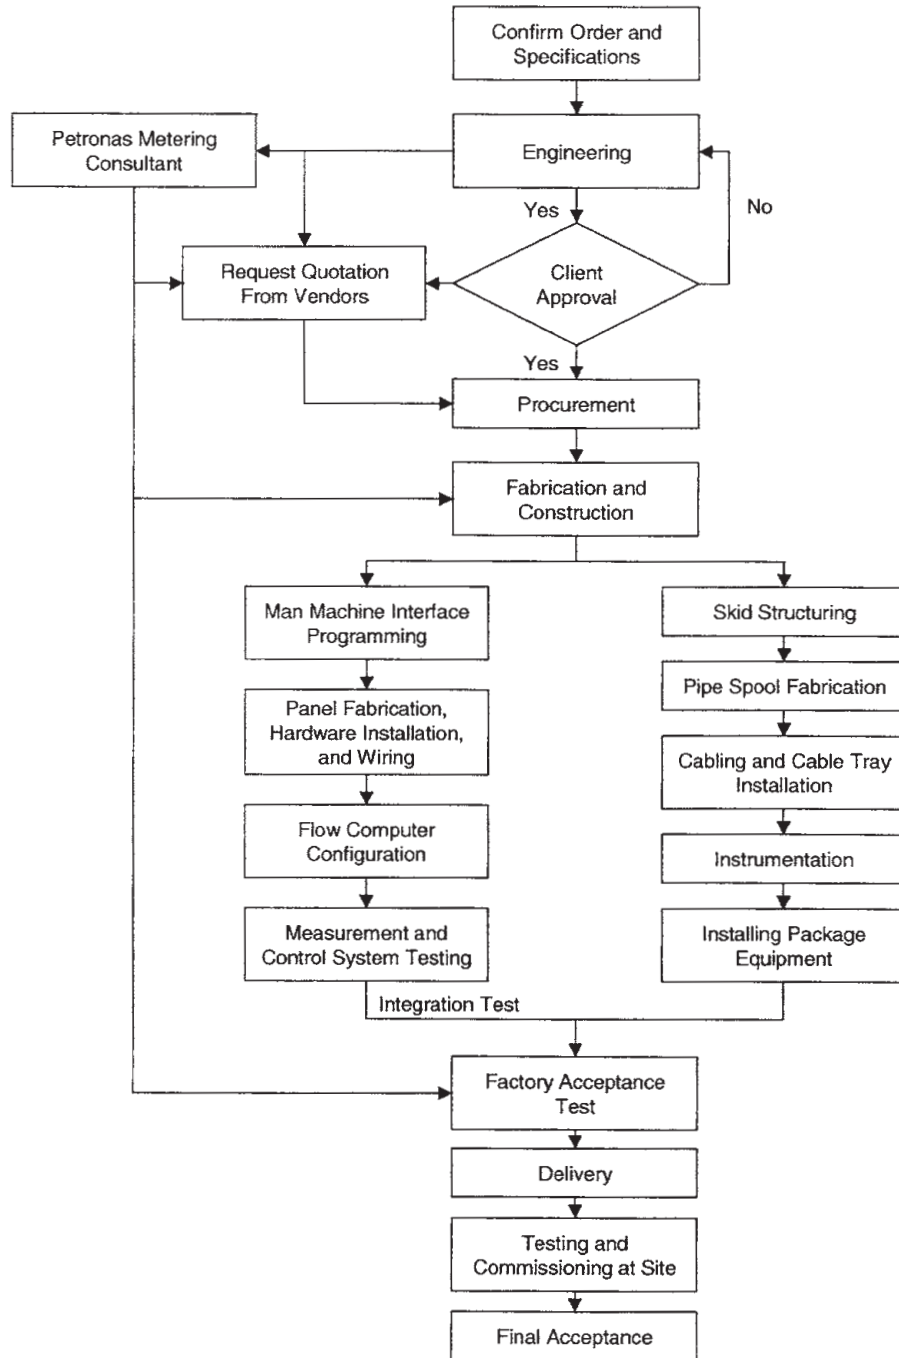 Confirm Order and
Specifications
Petronas Metering
Consultant
Engineering
Yes
No
Request Quotation
From Vendors
Client
Approval
Yes
Procurement
Fabrication and
Construction
Man Machine Interface
Programming
Skid Structuring
Panel Fabrication,
Hardware Installation,
and Wiring
Pipe Spool Fabrication
Cabling and Cable Tray
Installation
Flow Computer
Configuration
Instrumentation
Measurement and
Control System Testing
Installing Package
Equipment
Integration Test
Factory Acceptance
Test
Delivery
Testing and
Commissioning at Site
Final Acceptance